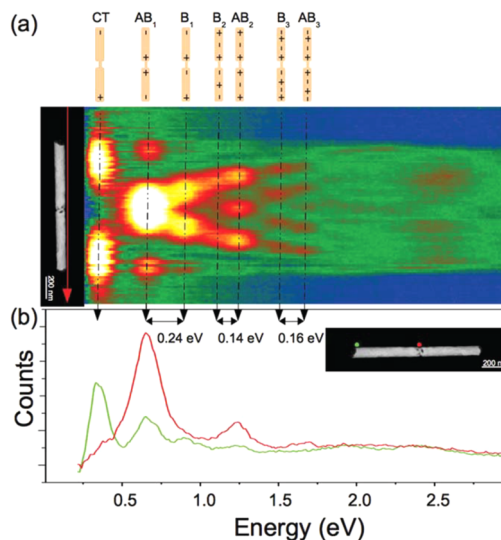 (a)
CT AB1 B1 B2 AB2 B3 AB3
200 nm
(b)
0.24 eV 0.14 eV 0.16 eV
200 nm
Counts
0.5 1.0 1.5 2.0 2.5
Energy (eV)